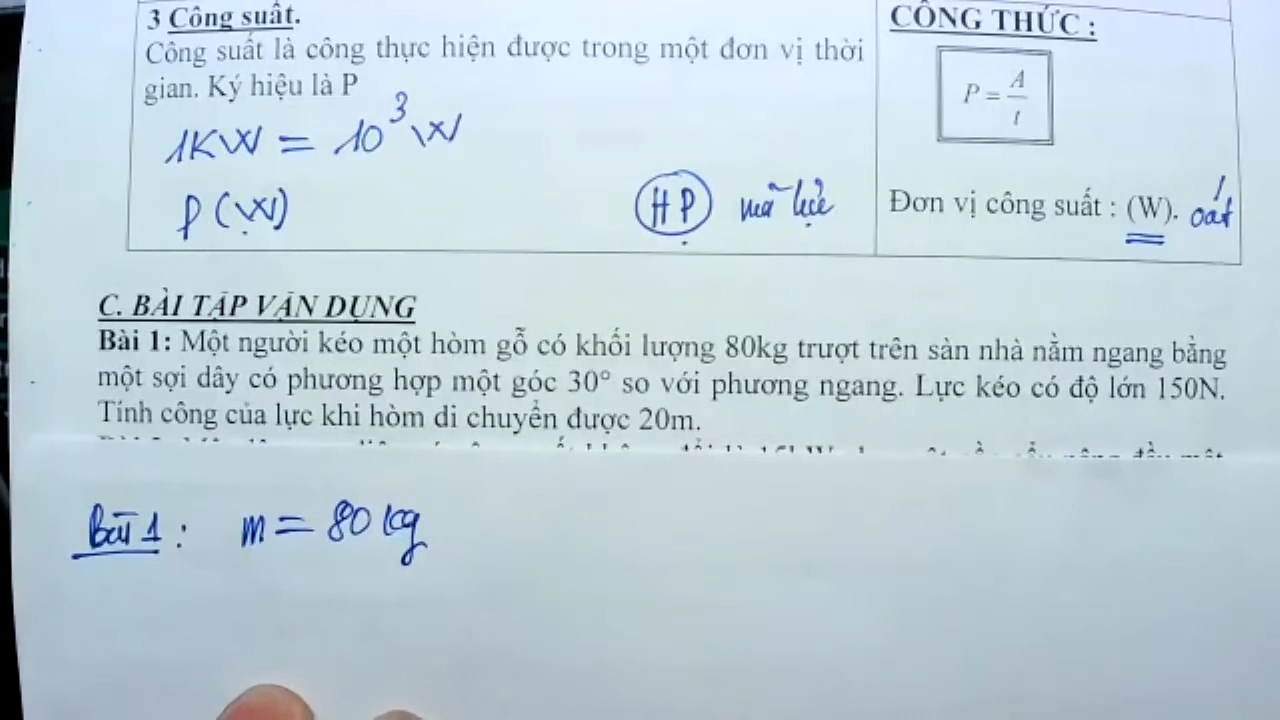 3 Công suất.
Công suất là công thực hiện được trong một đơn vị thời
gian. Ký hiệu là P
1KW = 10³ W
P (W)
HP mã lực
CÔNG THỨC :
P = A/t
Đơn vị công suất : (W). oát
C. BÀI TẬP VẬN DỤNG
Bài 1: Một người kéo một hòm gỗ có khối lượng 80kg trượt trên sàn nhà nằm ngang bằng
một sợi dây có phương hợp một góc 30° so với phương ngang. Lực kéo có độ lớn 150N.
Tính công của lực khi hòm di chuyển được 20m.
Bài 1 : m = 80 kg